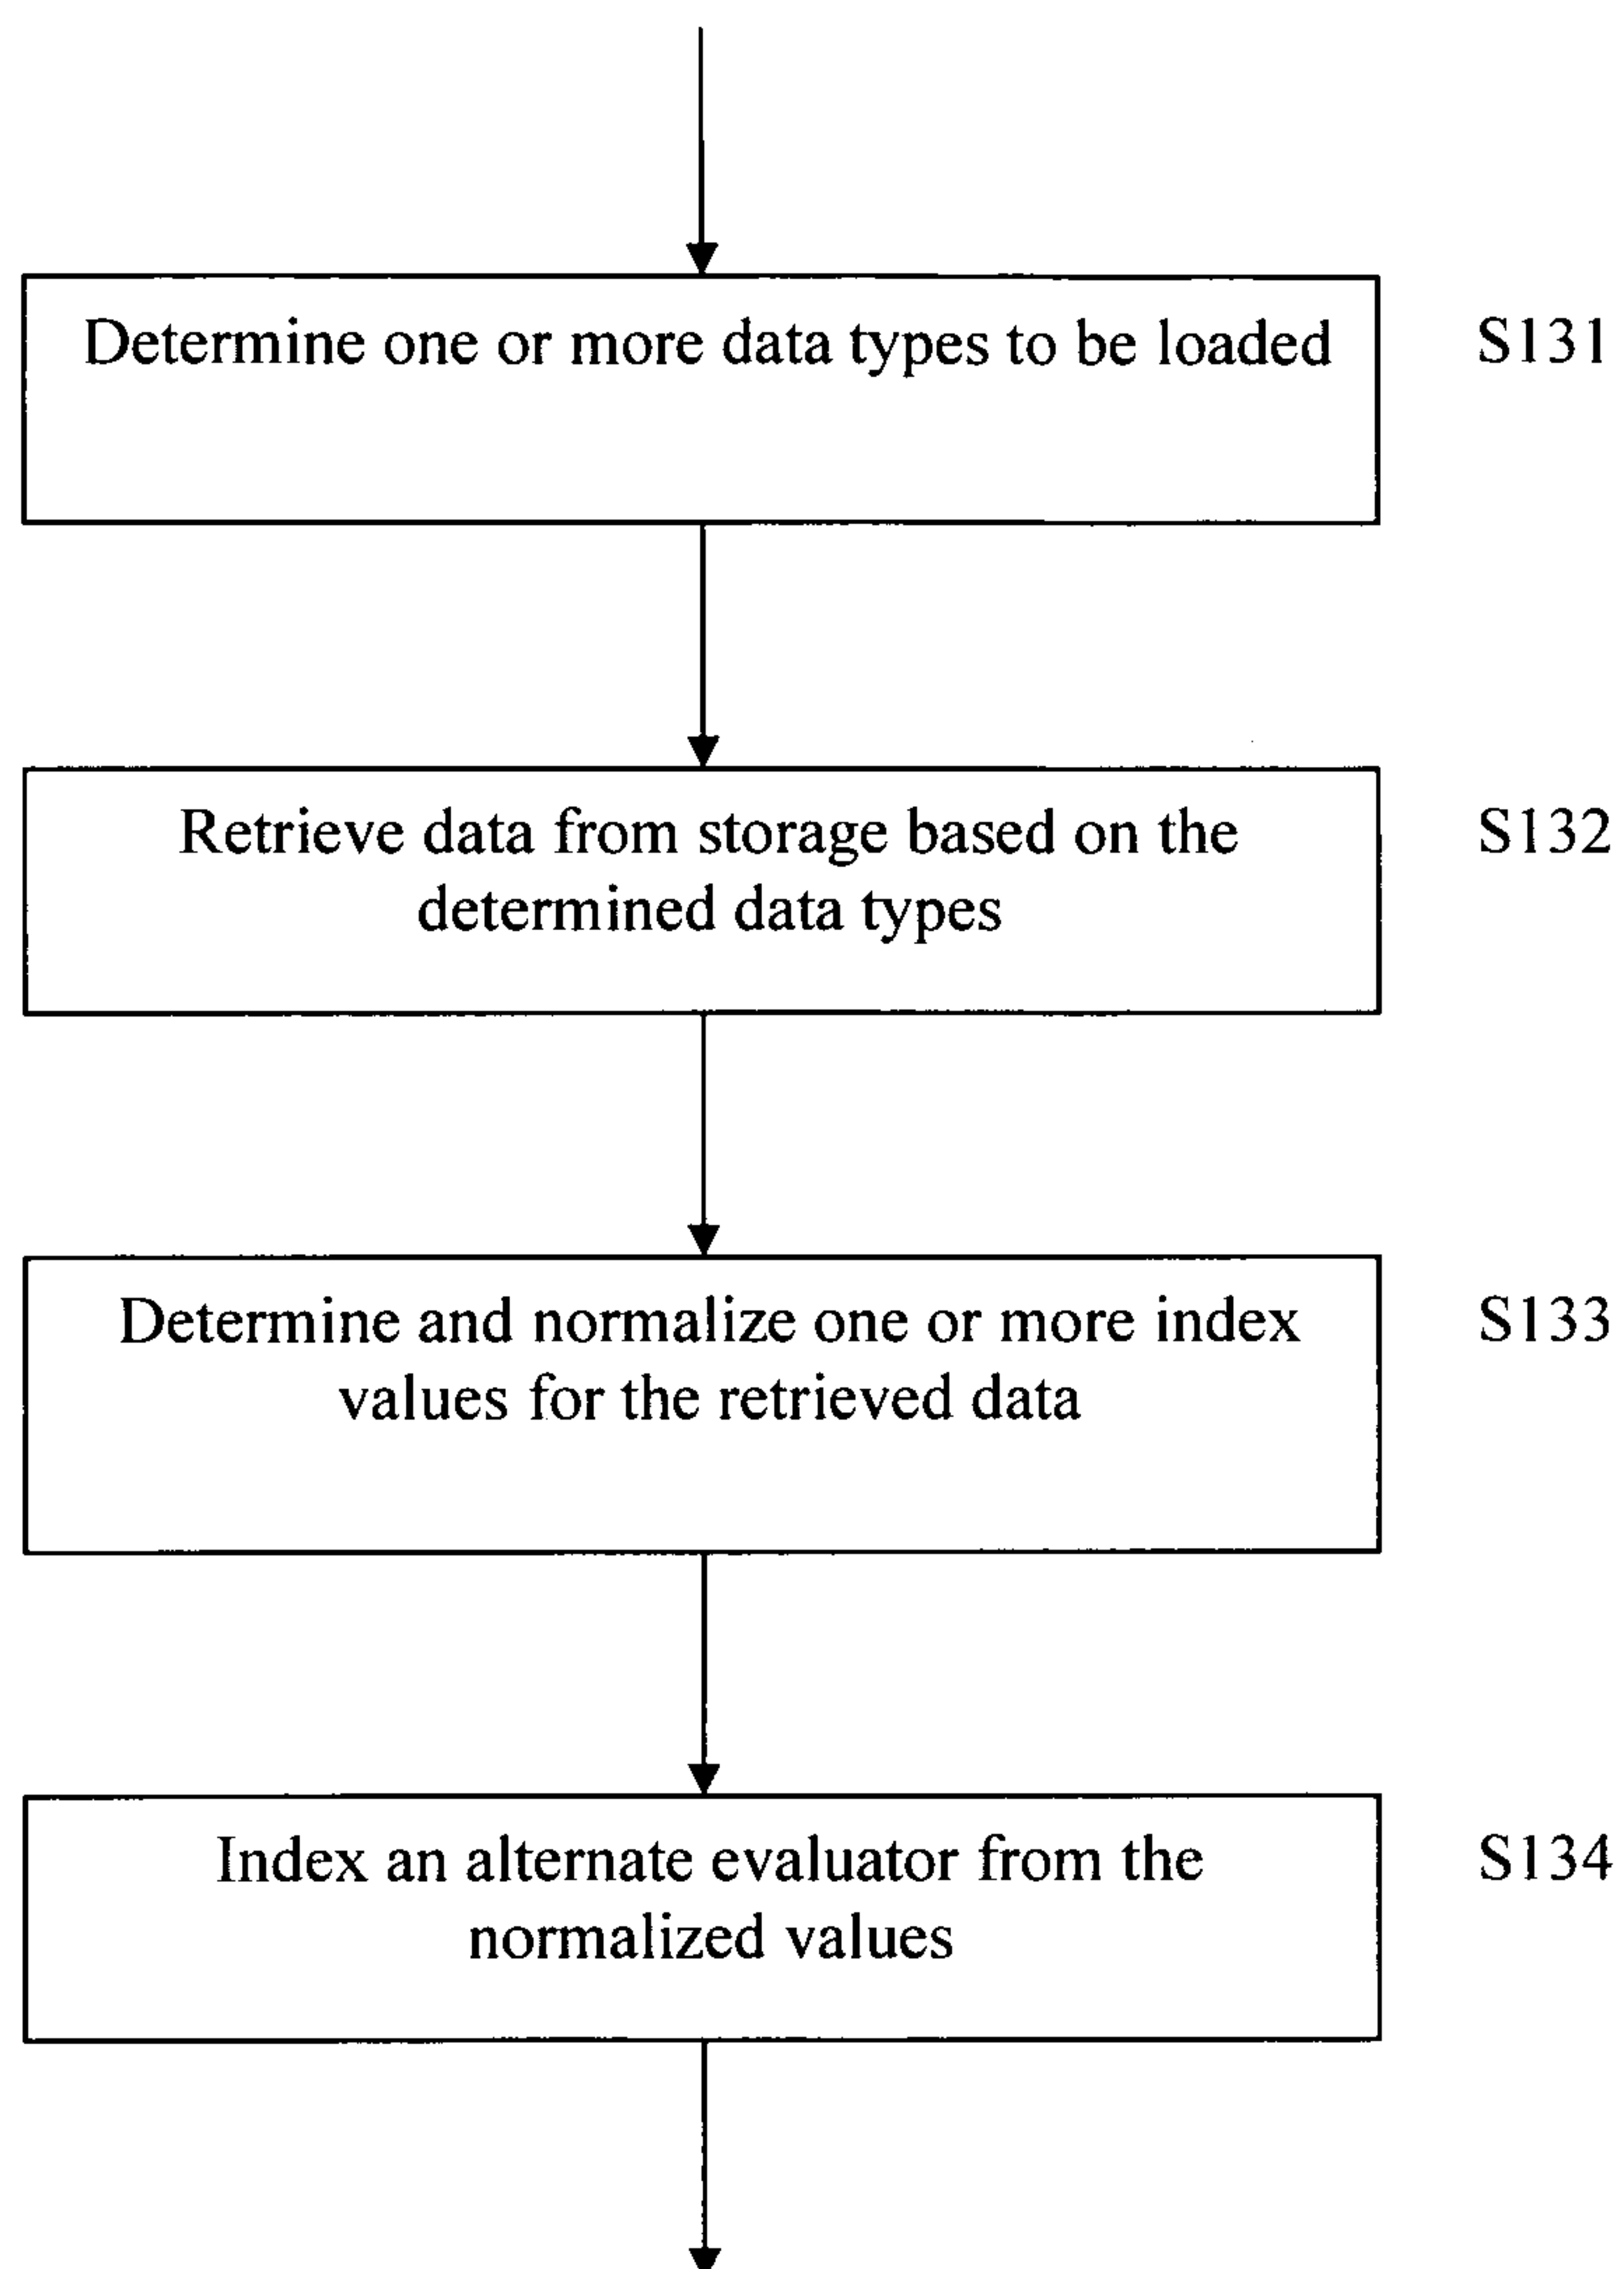 Determine one or more data types to be loaded
S131
Retrieve data from storage based on the
S132
determined data types
Determine and normalize one or more index
S133
values for the retrieved data
Index an alternate evaluator from the
S134
normalized values